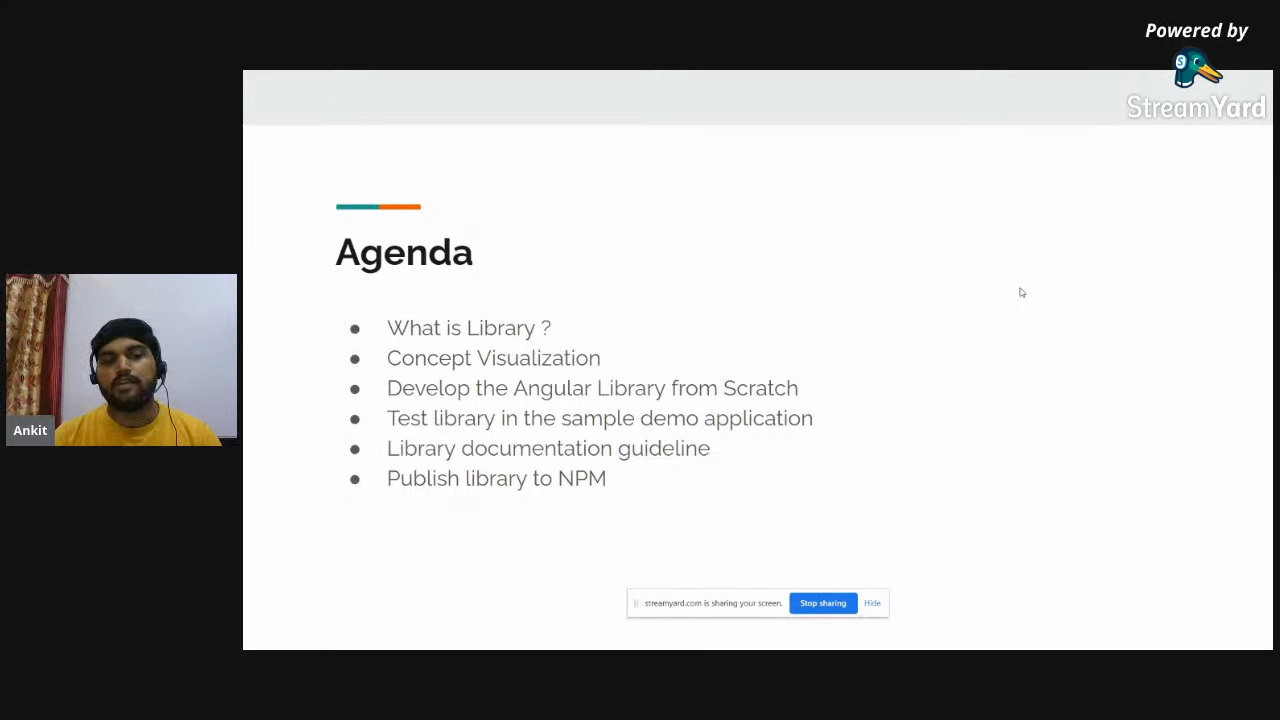 Powered by
StreamYard
Agenda
● What is Library ?
● Concept Visualization
● Develop the Angular Library from Scratch
● Test library in the sample demo application
● Library documentation guideline
● Publish library to NPM
Ankit
streamyard.com is sharing your screen. Stop sharing Hide